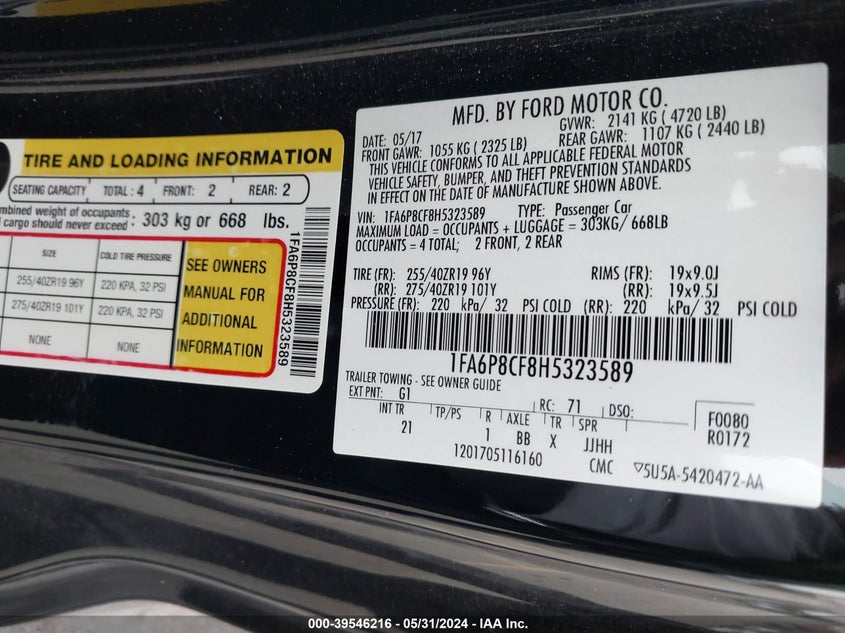 TIRE AND LOADING INFORMATION
SEATING CAPACITY TOTAL : 4 FRONT: 2 REAR: 2
mbined weight of occupants
cargo should never exceed : 303 kg or 668 lbs.
SIZE COLD TIRE PRESSURE
255/40ZR19 96Y 220 KPA, 32 PSI
275/40ZR19 101Y 220 KPA, 32 PSI
NONE NONE
SEE OWNERS
MANUAL FOR
ADDITIONAL
INFORMATION
1FA6P8CF8H5323589
MFD. BY FORD MOTOR CO.
DATE: 05/17 GVWR: 2141 KG ( 4720 LB)
FRONT GAWR: 1055 KG ( 2325 LB) REAR GAWR: 1107 KG ( 2440 LB)
THIS VEHICLE CONFORMS TO ALL APPLICABLE FEDERAL MOTOR
VEHICLE SAFETY, BUMPER, AND THEFT PREVENTION STANDARDS
IN EFFECT ON THE DATE OF MANUFACTURE SHOWN ABOVE.
VIN: 1FA6P8CF8H5323589 TYPE: Passenger Car
MAXIMUM LOAD = OCCUPANTS + LUGGAGE = 303KG/ 668LB
OCCUPANTS = 4 TOTAL; 2 FRONT, 2 REAR
TIRE (FR): 255/40ZR19 96Y RIMS (FR): 19x9.0J
(RR): 275/40ZR19 101Y (RR): 19x9.5J
PRESSURE (FR): 220 kPa/ 32 PSI COLD (RR): 220 kPa/ 32 PSI COLD
1FA6P8CF8H5323589
TRAILER TOWING - SEE OWNER GUIDE
EXT PNT: G1 RC: 71 DSO: F0080
INT TR TP/PS R AXLE TR SPR R0172
21 1 BB X JJHH
1201705116160 CMC ▽5U5A-5420472-AA
000-39546216 - 05/31/2024 - IAA Inc.